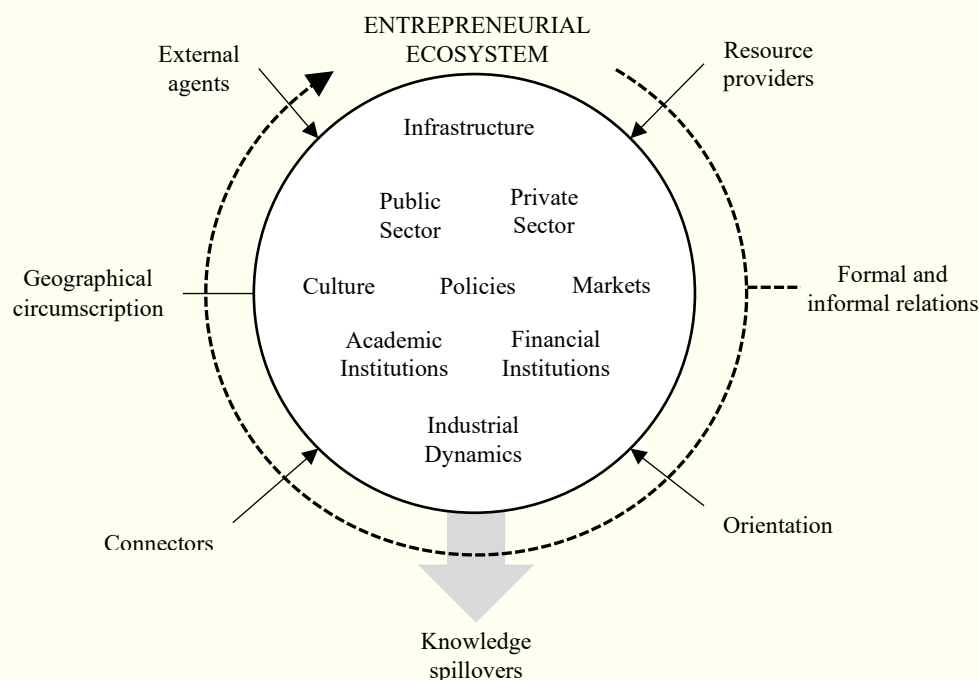 ENTREPRENEURIAL
ECOSYSTEM
External
agents
Resource
providers
Infrastructure
Public
Sector
Private
Sector
Geographical
circumscription
Culture
Policies
Markets
Formal and
informal relations
Academic
Institutions
Financial
Institutions
Industrial
Dynamics
Connectors
Orientation
Knowledge
spillovers